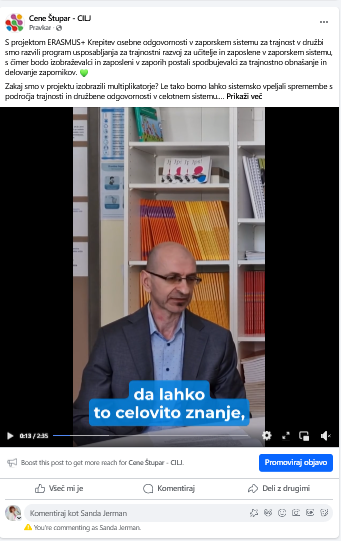 Cene Štupar - CILJ
Pravkar ·
S projektom ERASMUS+ Krepitev osebne odgovornosti v zaporskem sistemu za trajnost v družbi
smo razvili program usposabljanja za trajnostni razvoj za učitelje in zaposlene v zaporskem sistemu,
s čimer bodo izobraževalci in zaposleni v zaporih postali spodbujevalci za trajnostno obnašanje in
delovanje zapornikov. 💚
Zakaj smo v projektu izobrazili multiplikatorje? Le tako bomo lahko sistemsko vpeljali spremembe s
področja trajnosti in družbene odgovornosti v celotnem sistemu.... Prikaži več
da lahko
to celovito znanje,
0:13 / 2:35
Boost this post to get more reach for Cene Štupar - CILJ.
Promoviraj objavo
Všeč mi je
Komentiraj
Deli z drugimi
Komentiraj kot Sanda Jerman
You're commenting as Sanda Jerman.